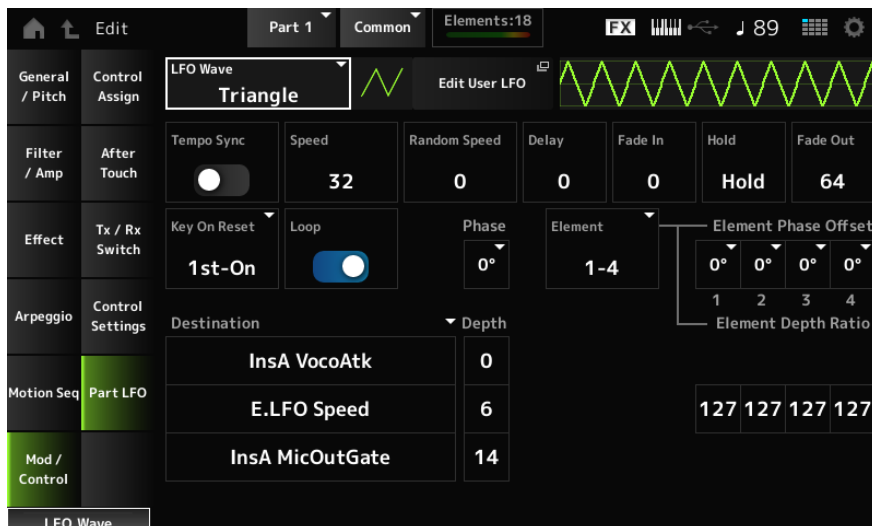 Edit
Part 1
Common
Elements:18
FX
♩ 89
General / Pitch
Control Assign
LFO Wave
Triangle
Edit User LFO
Filter / Amp
After Touch
Tempo Sync
Speed
Random Speed
Delay
Fade In
Hold
Fade Out
32
0
0
0
Hold
64
Effect
Tx / Rx Switch
Key On Reset
Loop
Phase
Element
Element Phase Offset
1st-On
0°
1-4
0° 0° 0° 0°
1 2 3 4
Arpeggio
Control Settings
Destination
Depth
Element Depth Ratio
InsA VocoAtk
0
Motion Seq
Part LFO
E.LFO Speed
6
127 127 127 127
Mod / Control
InsA MicOutGate
14
LFO Wave